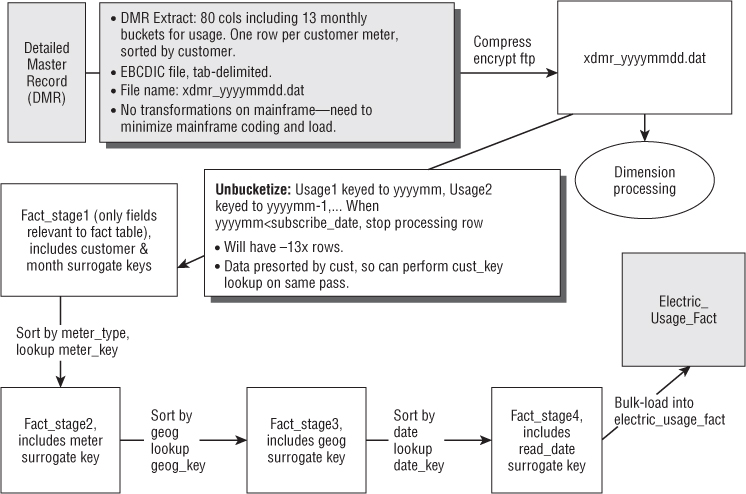 Detailed
Master
Record
(DMR)
• DMR Extract: 80 cols including 13 monthly
buckets for usage. One row per customer meter,
sorted by customer.
• EBCDIC file, tab-delimited.
• File name: xdmr_yyyymmdd.dat
• No transformations on mainframe—need to
minimize mainframe coding and load.
Compress
encrypt ftp
xdmr_yyyymmdd.dat
Dimension
processing
Unbucketize: Usage1 keyed to yyyymm, Usage2
keyed to yyyymm-1,... When
yyyymm<subscribe_date, stop processing row
• Will have ~13x rows.
• Data presorted by cust, so can perform cust_key
lookup on same pass.
Fact_stage1 (only fields
relevant to fact table),
includes customer &
month surrogate keys
Sort by meter_type,
lookup meter_key
Fact_stage2,
includes meter
surrogate key
Sort by
geog
lookup
geog_key
Fact_stage3,
includes geog
surrogate key
Sort by
date
lookup
date_key
Fact_stage4,
includes
read_date
surrogate key
Bulk-load into
electric_usage_fact
Electric_
Usage_Fact